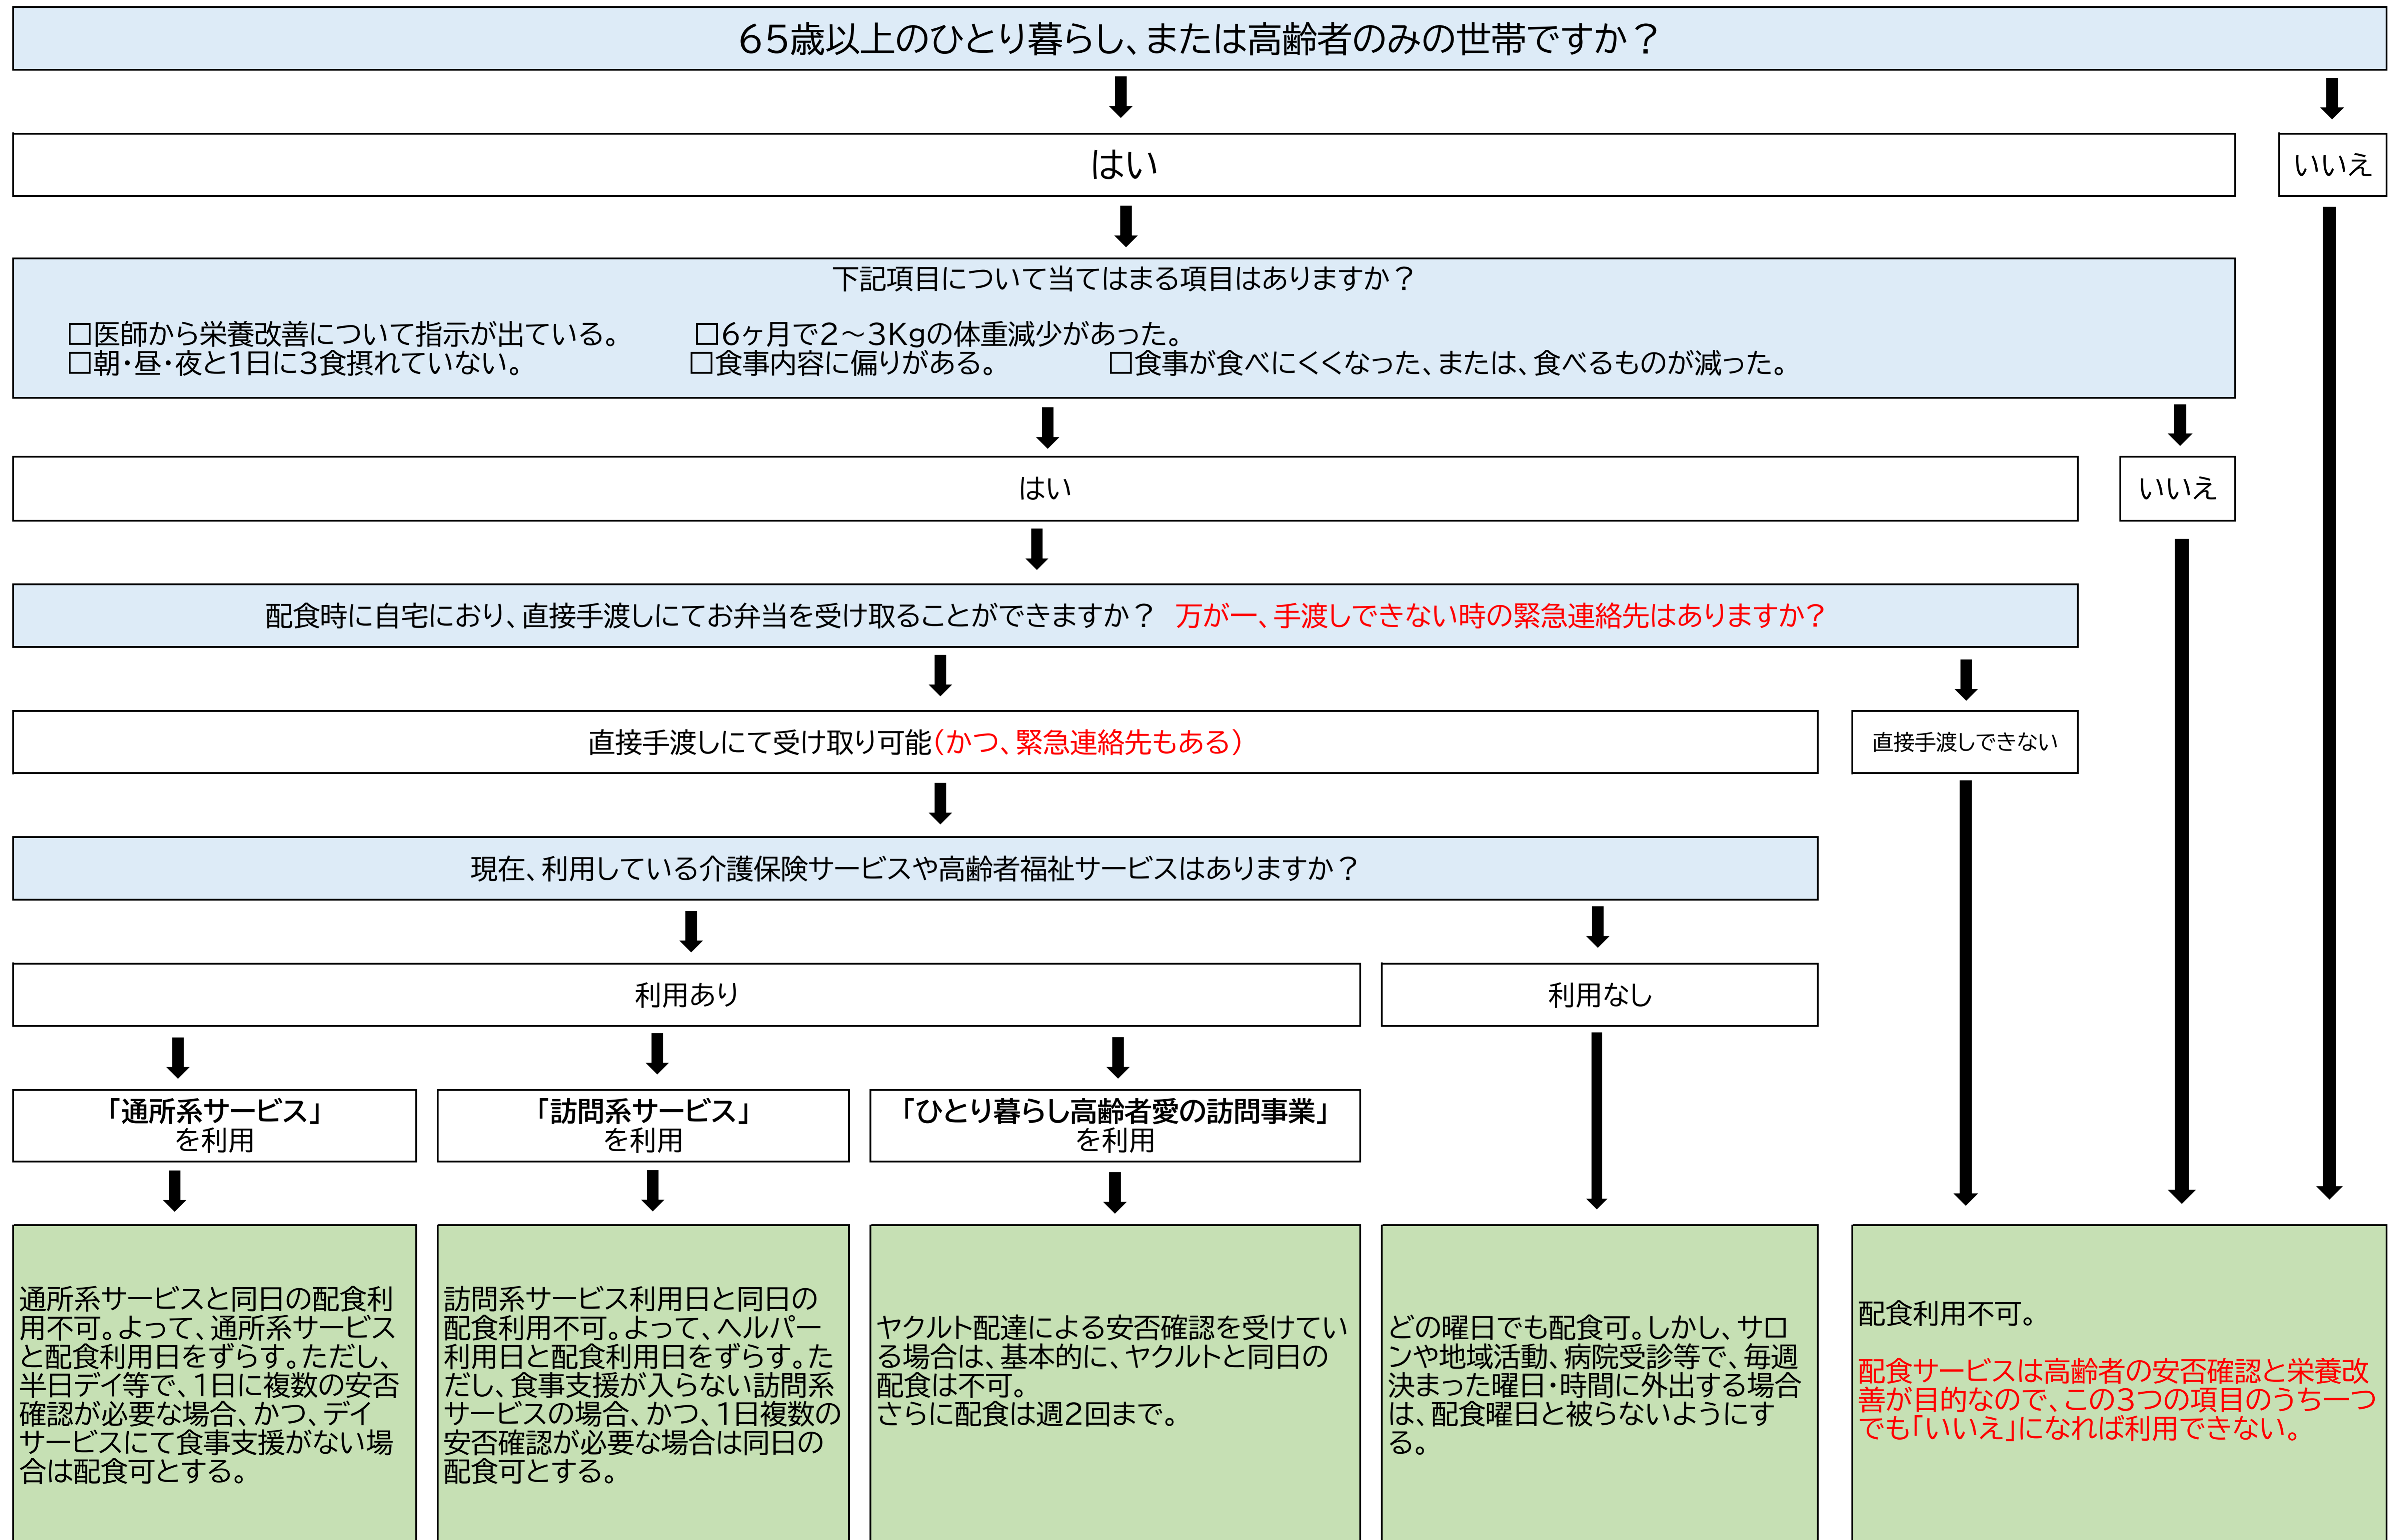 65歳以上のひとり暮らし、または高齢者のみの世帯ですか？
はい
いいえ
下記項目について当てはまる項目はありますか？
□医師から栄養改善について指示が出ている。 □6ヶ月で2～3Kgの体重減少があった。
□朝・昼・夜と1日に3食摂れていない。 □食事内容に偏りがある。 □食事が食べにくくなった、または、食べるものが減った。
はい
いいえ
配食時に自宅におり、直接手渡しにてお弁当を受け取ることができますか？ 万が一、手渡しできない時の緊急連絡先はありますか?
直接手渡しにて受け取り可能(かつ、緊急連絡先もある)
直接手渡しできない
現在、利用している介護保険サービスや高齢者福祉サービスはありますか？
利用あり
利用なし
「通所系サービス」
を利用
「訪問系サービス」
を利用
「ひとり暮らし高齢者愛の訪問事業」
を利用
通所系サービスと同日の配食利
用不可。よって、通所系サービス
と配食利用日をずらす。ただし、
半日デイ等で、1日に複数の安否
確認が必要な場合、かつ、デイ
サービスにて食事支援がない場
合は配食可とする。
訪問系サービス利用日と同日の
配食利用不可。よって、ヘルパー
利用日と配食利用日をずらす。た
だし、食事支援が入らない訪問系
サービスの場合、かつ、1日複数の
安否確認が必要な場合は同日の
配食可とする。
ヤクルト配達による安否確認を受けてい
る場合は、基本的に、ヤクルトと同日の
配食は不可。
さらに配食は週2回まで。
どの曜日でも配食可。しかし、サロ
ンや地域活動、病院受診等で、毎週
決まった曜日・時間に外出する場合
は、配食曜日と被らないようにす
る。
配食利用不可。
配食サービスは高齢者の安否確認と栄養改
善が目的なので、この3つの項目のうち一つ
でも「いいえ」になれば利用できない。